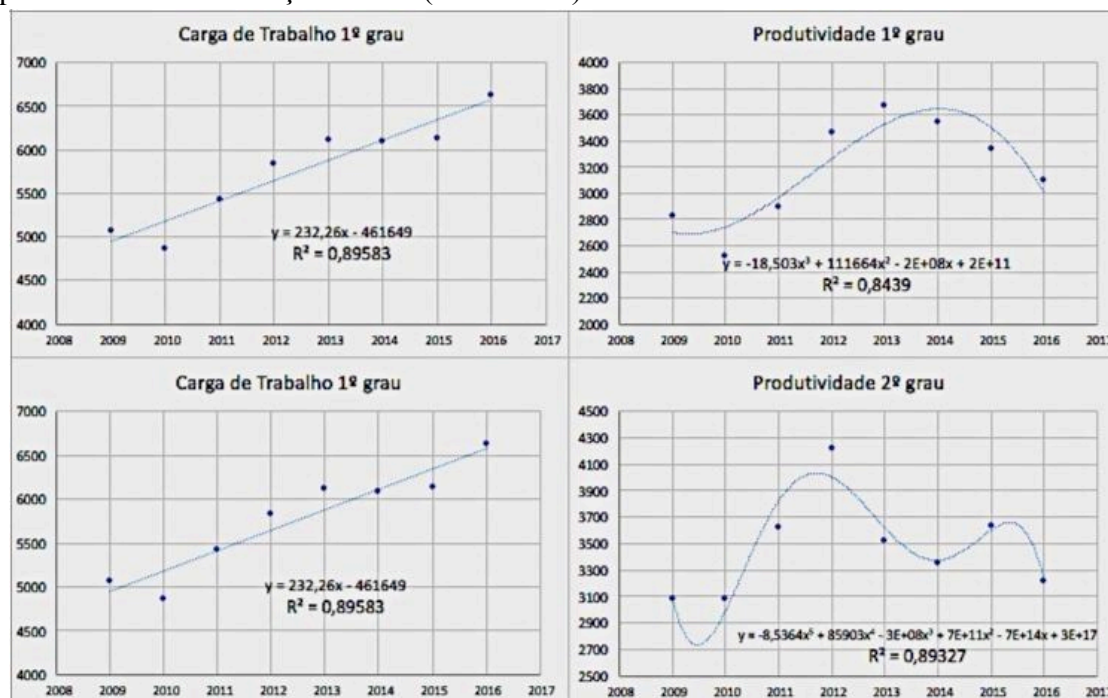 Carga de Trabalho 1º grau
7000
6500
6000
5500
5000
4500
4000
y = 232,26x - 461649
R² = 0,89583
2008 2009 2010 2011 2012 2013 2014 2015 2016 2017
Produtividade 1º grau
4000
3800
3600
3400
3200
3000
2800
2600
2400
2200
2000
y = -18,503x³ + 111664x² - 2E+08x + 2E+11
R² = 0,8439
2008 2009 2010 2011 2012 2013 2014 2015 2016
Carga de Trabalho 1º grau
7000
6500
6000
5500
5000
4500
4000
y = 232,26x - 461649
R² = 0,89583
2008 2009 2010 2011 2012 2013 2014 2015 2016 2017
Produtividade 2º grau
4500
4300
4100
3900
3700
3500
3300
3100
2900
2700
2500
y = -8,5364x⁵ + 85903x⁴ - 3E+08x³ + 7E+11x² - 7E+14x + 3E+17
R² = 0,89327
2008 2009 2010 2011 2012 2013 2014 2015 2016